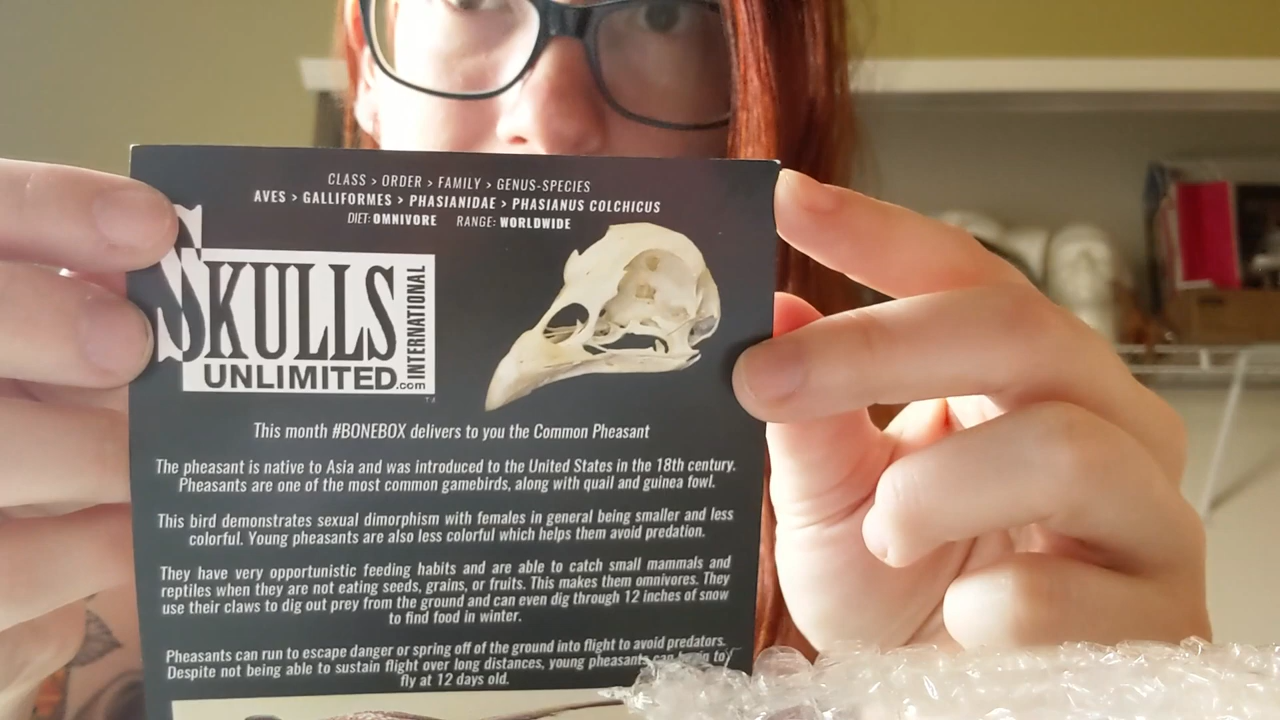 CLASS > ORDER > FAMILY > GENUS-SPECIES
AVES > GALLIFORMES > PHASIANIDAE > PHASIANUS COLCHICUS
DIET: OMNIVORE RANGE: WORLDWIDE
SKULLS
UNLIMITED.com
INTERNATIONAL
TM
This month #BONEBOX delivers to you the Common Pheasant
The pheasant is native to Asia and was introduced to the United States in the 18th century.
Pheasants are one of the most common gamebirds, along with quail and guinea fowl.
This bird demonstrates sexual dimorphism with females in general being smaller and less
colorful. Young pheasants are also less colorful which helps them avoid predation.
They have very opportunistic feeding habits and are able to catch small mammals and
reptiles when they are not eating seeds, grains, or fruits. This makes them omnivores. They
use their claws to dig out prey from the ground and can even dig through 12 inches of snow
to find food in winter.
Pheasants can run to escape danger or spring off of the ground into flight to avoid predators.
Despite not being able to sustain flight over long distances, young pheasants can to
fly at 12 days old.